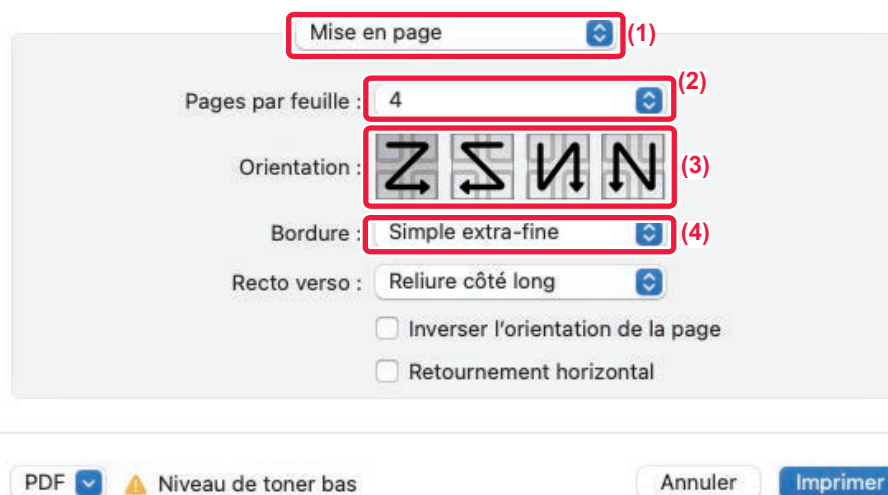 Mise en page (1)
Pages par feuille : 4 (2)
Orientation : (3)
Bordure : Simple extra-fine (4)
Recto verso : Reliure côté long
Inverser l'orientation de la page
Retournement horizontal
PDF Niveau de toner bas Annuler Imprimer